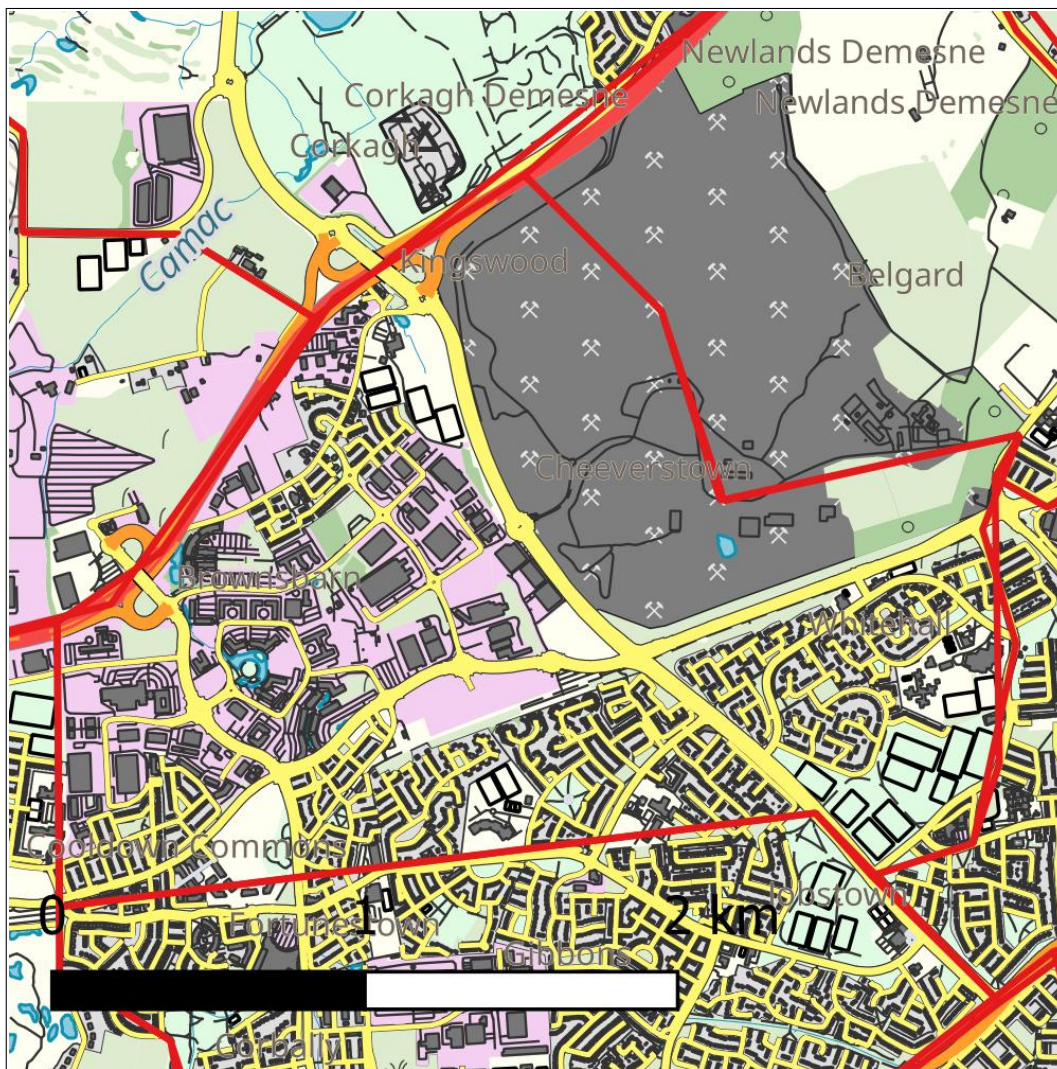 Newlands Demesne
Corkagh Demesne
Newlands Demesne
Corkagh
Camac
Kingswood
Belgard
Cheeverstown
Brownsbarn
Whitehall
Cooldown Commons
Jobstown
0 1 2 km
Fortunestown
Gibbons
Corbally